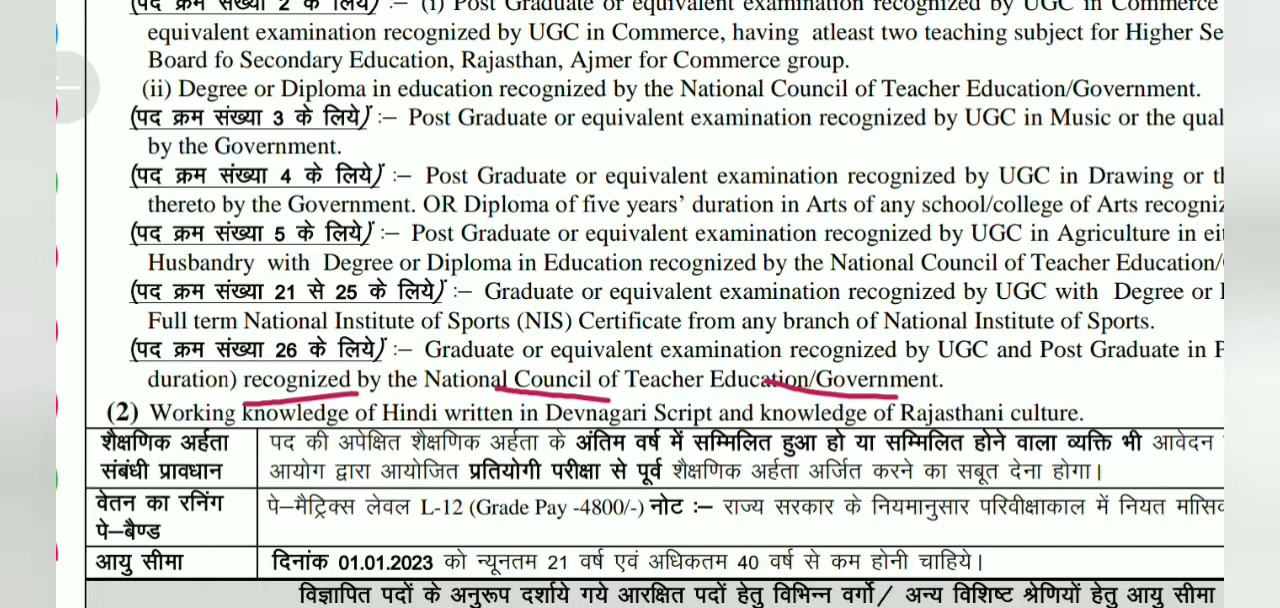 (पद क्रम संख्या 2 के लिये) :– (i) Post Graduate or equivalent examination recognized by UGC in Commerce
equivalent examination recognized by UGC in Commerce, having atleast two teaching subject for Higher Se
Board fo Secondary Education, Rajasthan, Ajmer for Commerce group.
(ii) Degree or Diploma in education recognized by the National Council of Teacher Education/Government.
(पद क्रम संख्या 3 के लिये) :– Post Graduate or equivalent examination recognized by UGC in Music or the qual
by the Government.
(पद क्रम संख्या 4 के लिये) :– Post Graduate or equivalent examination recognized by UGC in Drawing or
thereto by the Government. OR Diploma of five years’ duration in Arts of any school/college of Arts recogniz
(पद क्रम संख्या 5 के लिये) :– Post Graduate or equivalent examination recognized by UGC in Agriculture in eit
Husbandry with Degree or Diploma in Education recognized by the National Council of Teacher Education/
(पद क्रम संख्या 21 से 25 के लिये) :– Graduate or equivalent examination recognized by UGC with Degree or
Full term National Institute of Sports (NIS) Certificate from any branch of National Institute of Sports.
(पद क्रम संख्या 26 के लिये) :– Graduate or equivalent examination recognized by UGC and Post Graduate in
duration) recognized by the National Council of Teacher Education/Government.
(2) Working knowledge of Hindi written in Devnagari Script and knowledge of Rajasthani culture.
शैक्षणिक अर्हता पद की अपेक्षित शैक्षणिक अर्हता के अंतिम वर्ष में सम्मिलित हुआ हो या सम्मिलित होने वाला व्यक्ति भी आवेदन
संबंधी प्रावधान आयोग द्वारा आयोजित प्रतियोगी परीक्षा से पूर्व शैक्षणिक अर्हता अर्जित करने का सबूत देना होगा।
वेतन का रनिंग पे–मैट्रिक्स लेवल L-12 (Grade Pay -4800/-) नोट :– राज्य सरकार के नियमानुसार परिवीक्षाकाल में नियत मासिक
पे–बैण्ड
आयु सीमा दिनांक 01.01.2023 को न्यूनतम 21 वर्ष एवं अधिकतम 40 वर्ष से कम होनी चाहिये।
विज्ञापित पदों के अनुरूप दर्शाये गये आरक्षित पदों हेतु विभिन्न वर्गो/ अन्य विशिष्ट श्रेणियों हेतु आयु सीमा